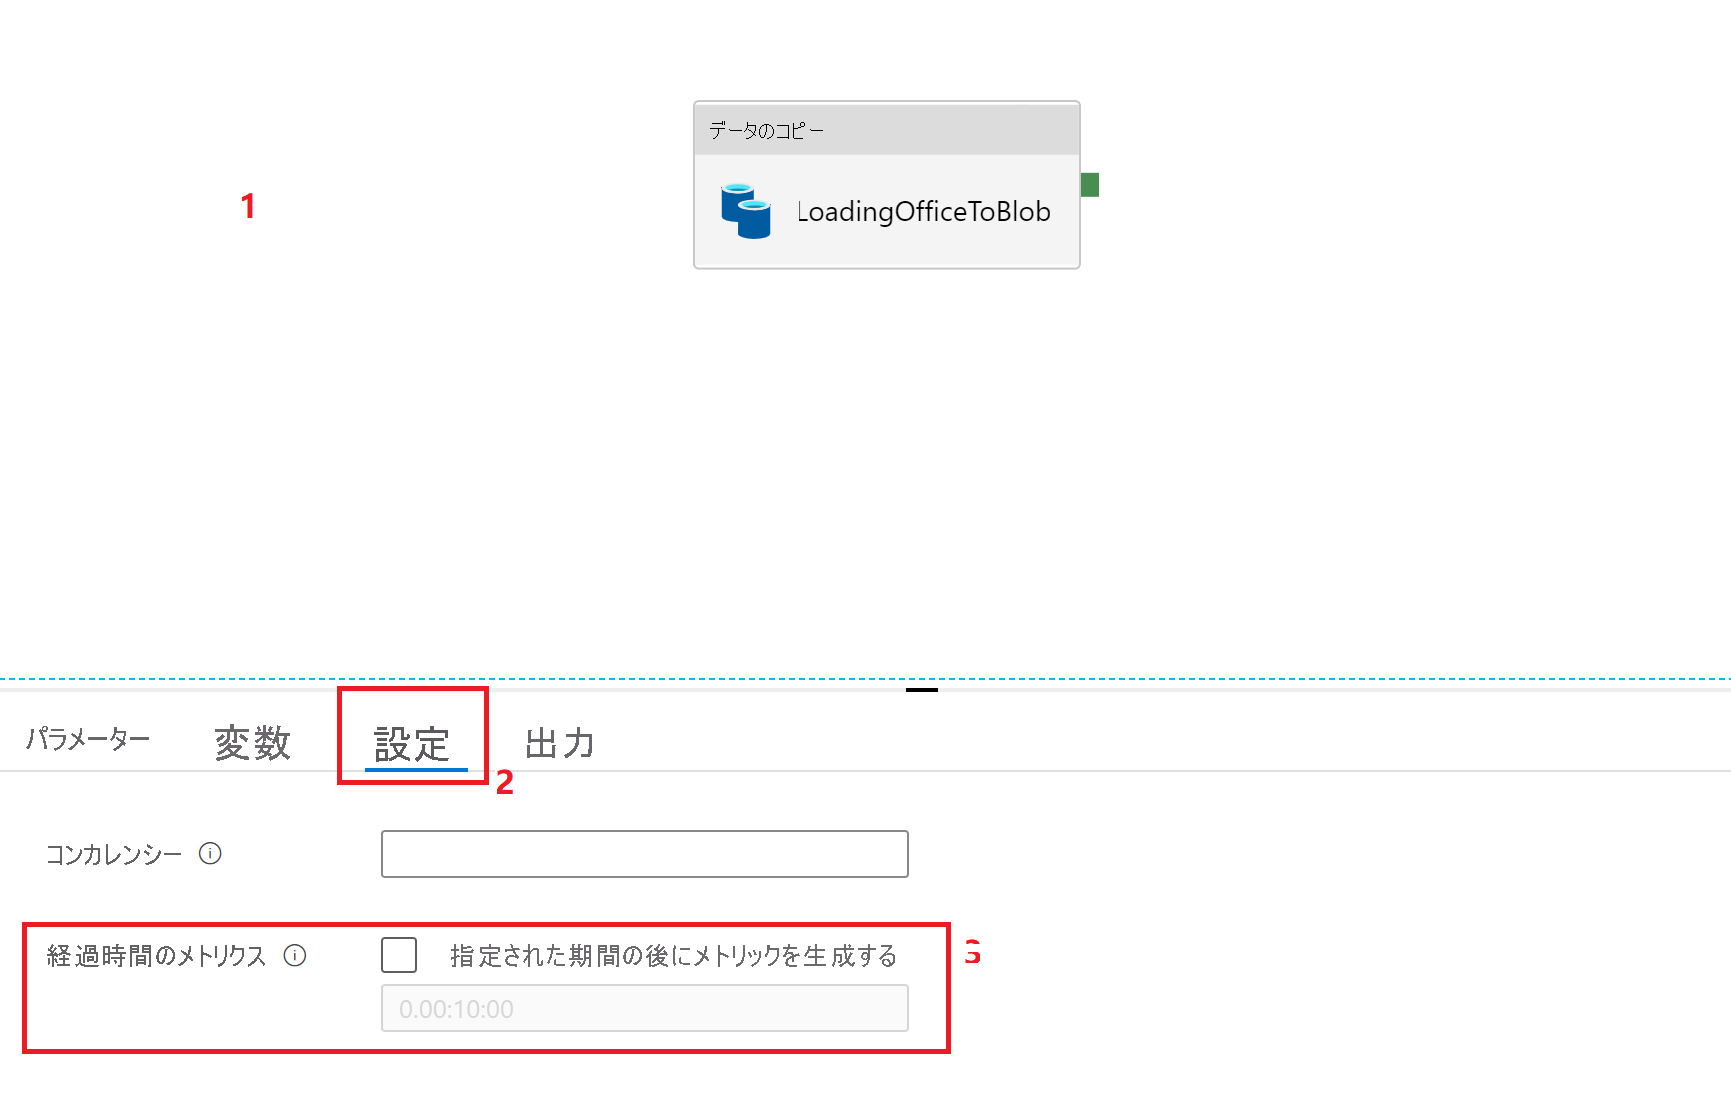 データのコピー
1
LoadingOfficeToBlob
パラメーター 変数 設定 出力
2
コンカレンシー
経過時間のメトリクス 指定された期間の後にメトリックを生成する
3
0.00:10:00